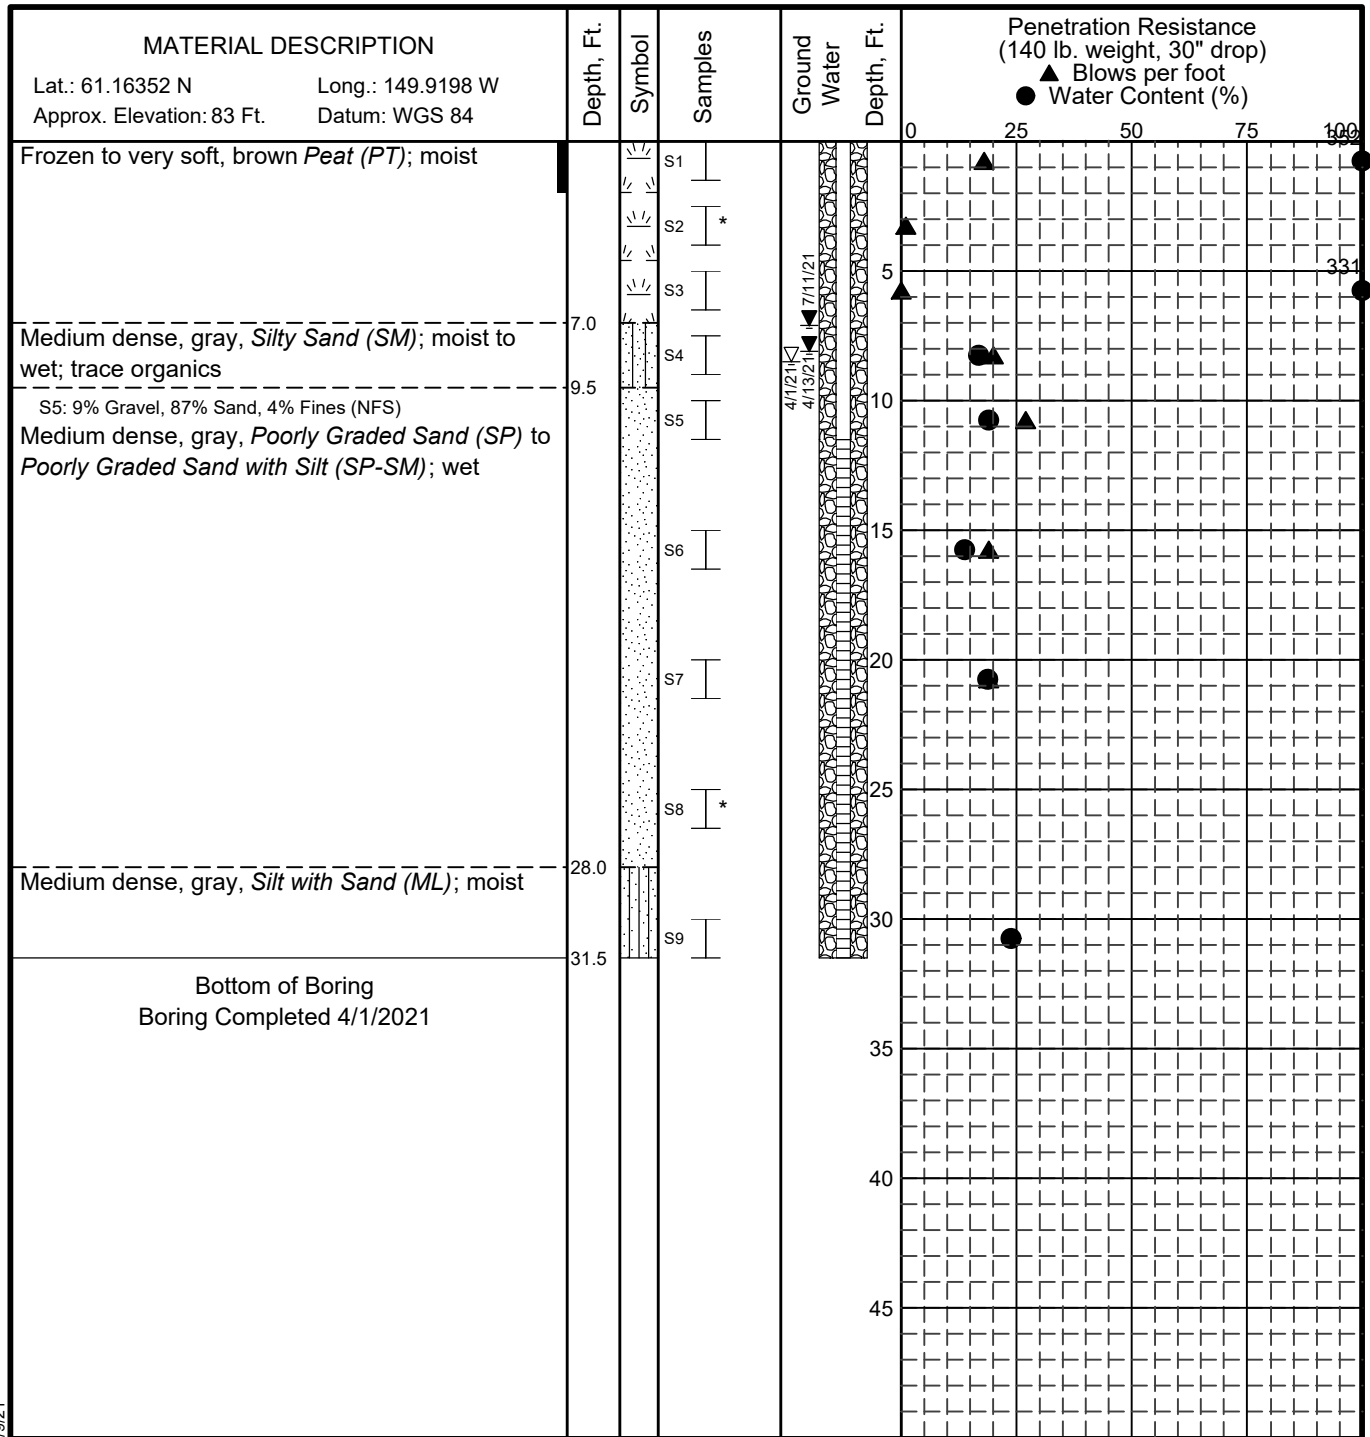 MATERIAL DESCRIPTION
Lat.: 61.16352 N Long.: 149.9198 W
Approx. Elevation: 83 Ft. Datum: WGS 84
Depth, Ft.
Symbol
Samples
Ground
Water
Depth, Ft.
Penetration Resistance
(140 lb. weight, 30" drop)
▲ Blows per foot
● Water Content (%)
0 25 50 75 100
352
Frozen to very soft, brown Peat (PT); moist
S1
S2 *
S3
5
331
7/11/21
7.0
Medium dense, gray, Silty Sand (SM); moist to
wet; trace organics
S4
4/1/21
4/13/21
9.5
S5: 9% Gravel, 87% Sand, 4% Fines (NFS)
Medium dense, gray, Poorly Graded Sand (SP) to
Poorly Graded Sand with Silt (SP-SM); wet
S5
10
15
S6
20
S7
25
S8 *
28.0
Medium dense, gray, Silt with Sand (ML); moist
30
S9
31.5
Bottom of Boring
Boring Completed 4/1/2021
35
40
45